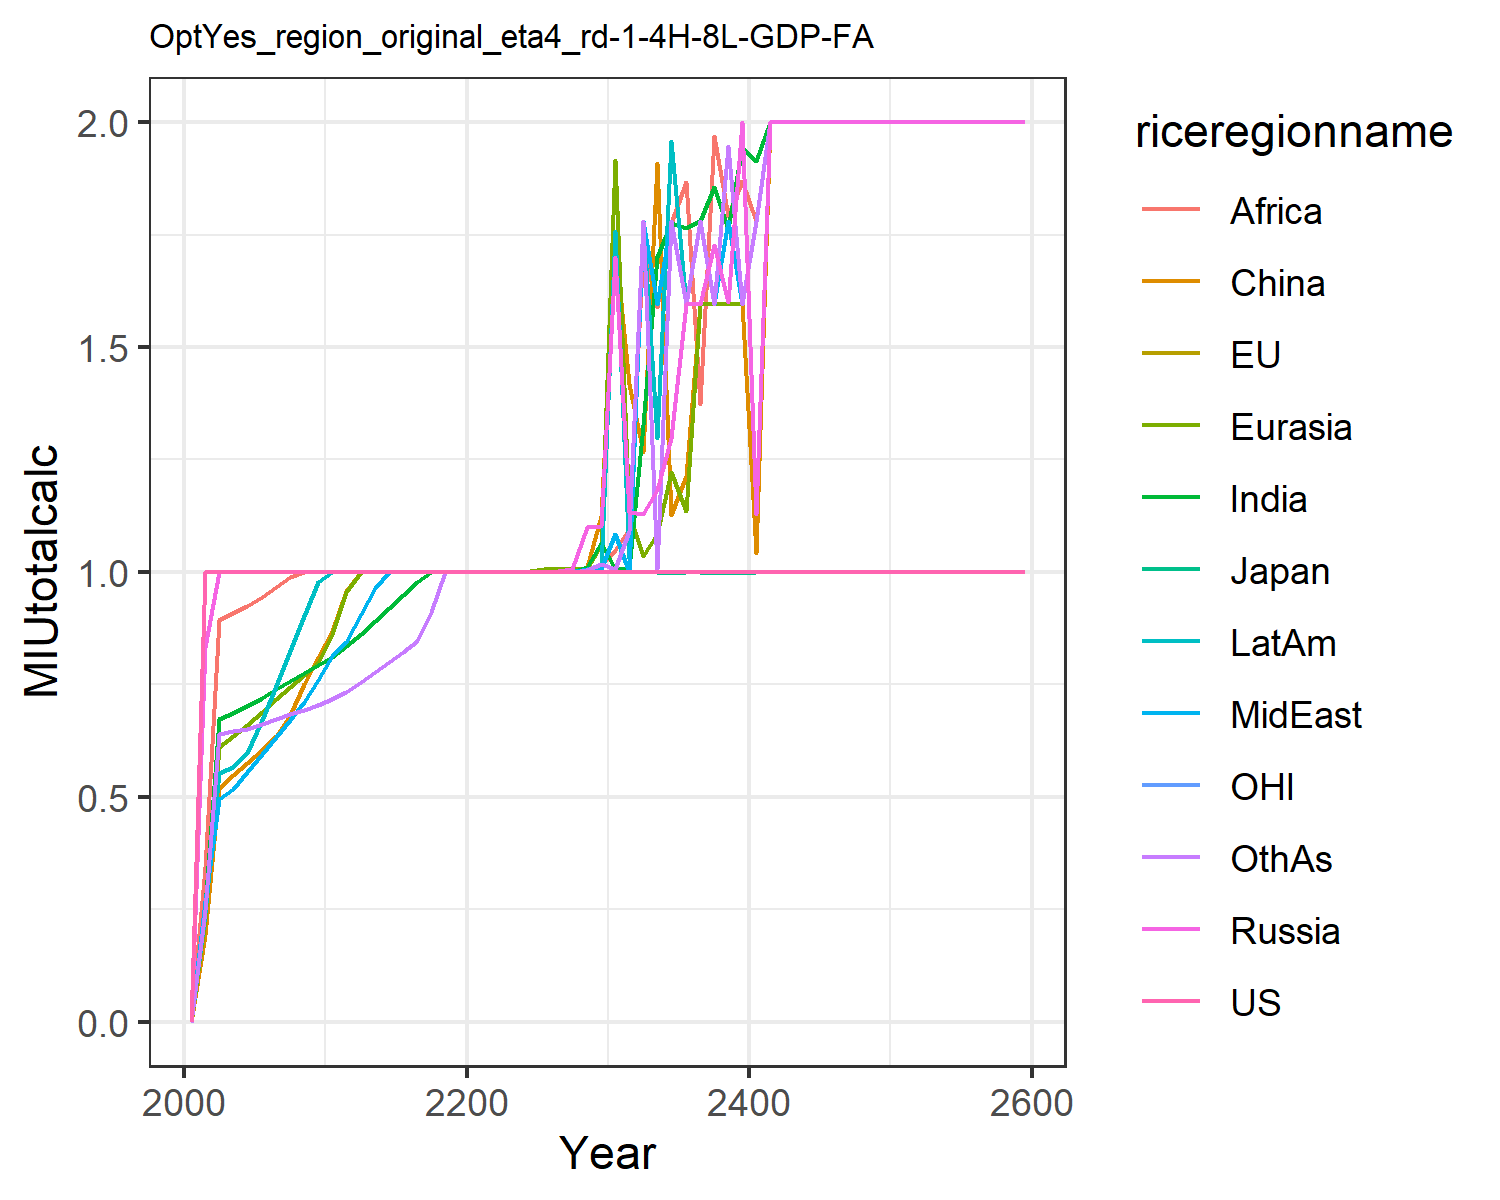 OptYes_region_original_eta4_rd-1-4H-8L-GDP-FA
2.0
1.5
1.0
0.5
0.0
MIUtotalcalc
2000
2200
2400
2600
Year
riceregionname
Africa
China
EU
Eurasia
India
Japan
LatAm
MidEast
OHI
OthAs
Russia
US